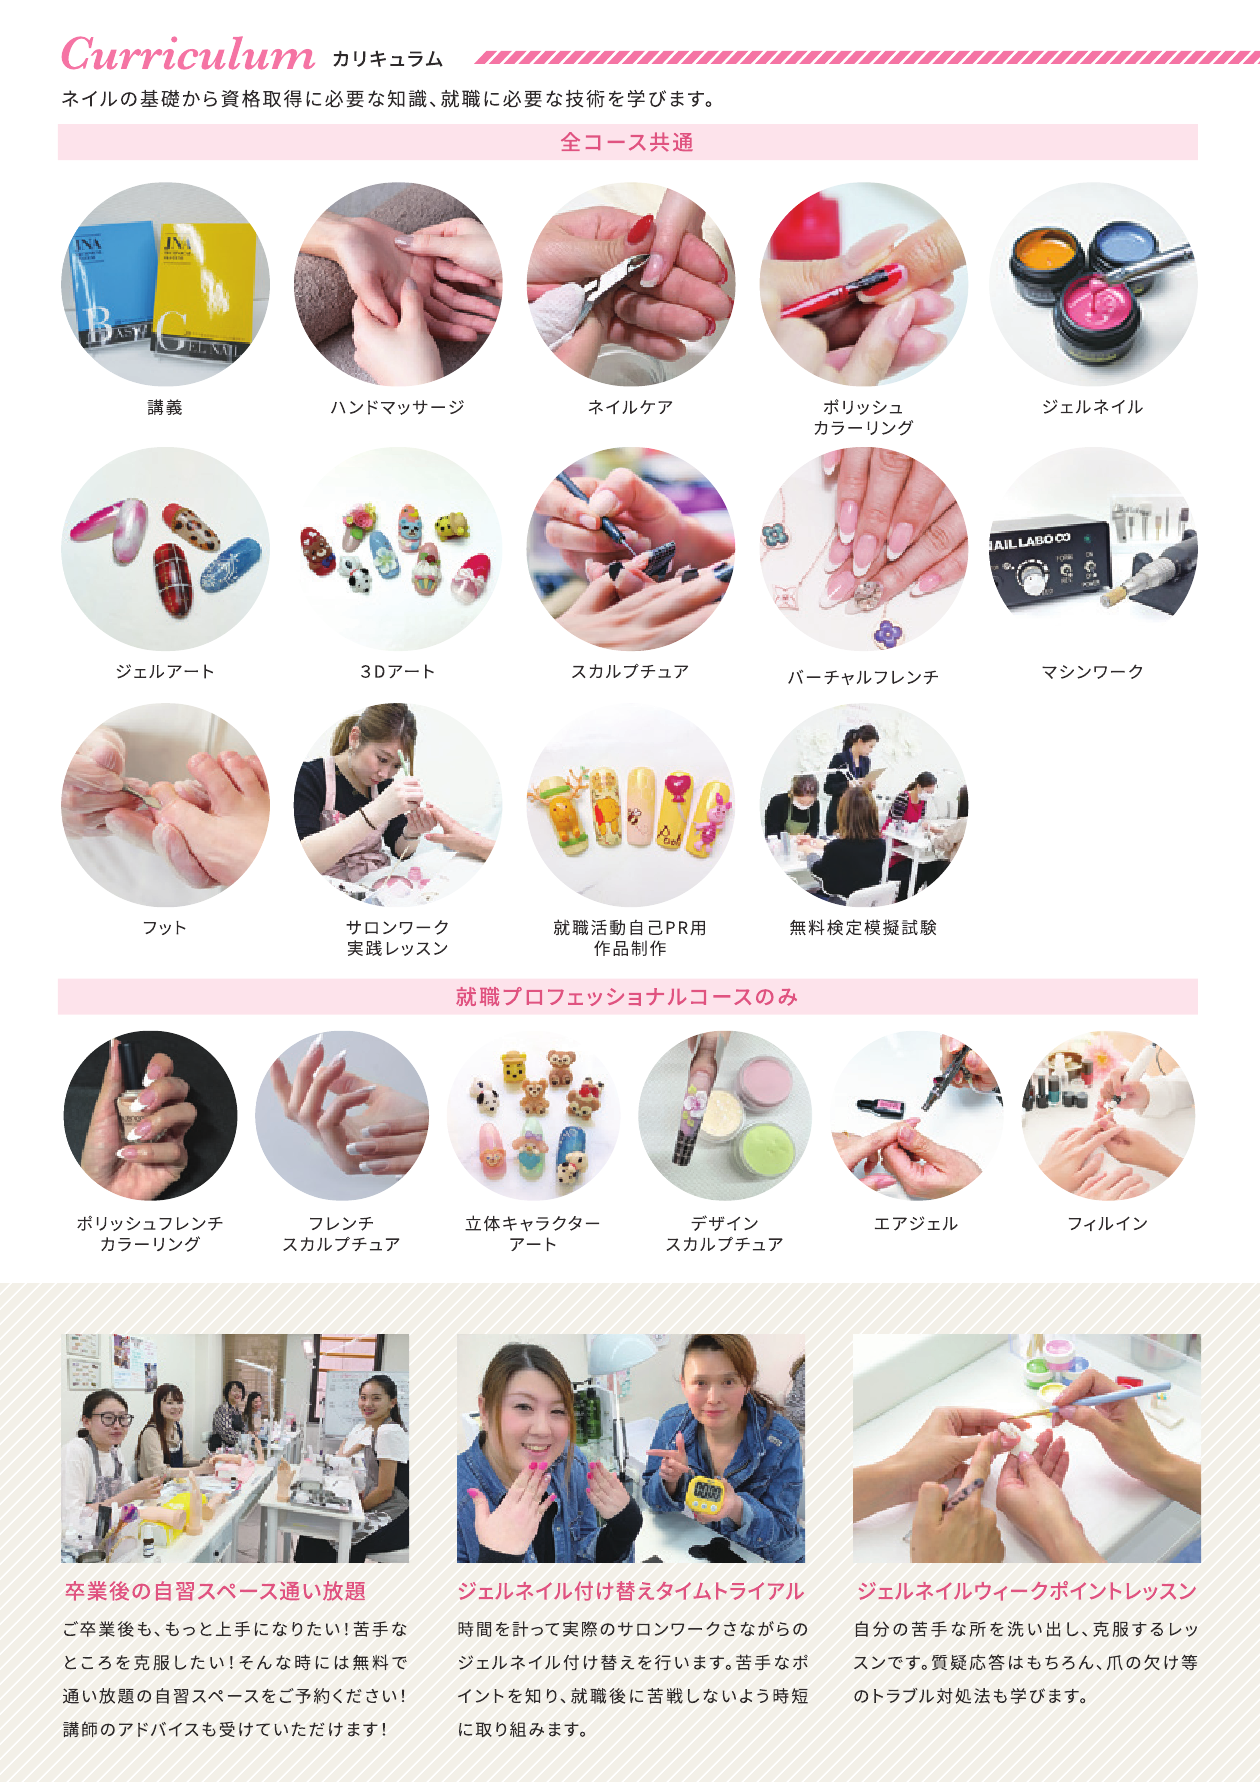 Curriculum カリキュラム
ネイルの基礎から資格取得に必要な知識、就職に必要な技術を学びます。
全コース共通
JNA
BASIC
JNA
GEL NAIL
講義
ハンドマッサージ
ネイルケア
ポリッシュ
カラーリング
ジェルネイル
NAIL LABO
POWER
ジェルアート
3Dアート
スカルプチュア
バーチャルフレンチ
マシンワーク
Pooh
フット
サロンワーク
実践レッスン
就職活動自己PR用
作品制作
無料検定模擬試験
就職プロフェッショナルコースのみ
ポリッシュフレンチ
カラーリング
フレンチ
スカルプチュア
立体キャラクター
アート
デザイン
スカルプチュア
エアジェル
フィルイン
00:00
卒業後の自習スペース通い放題
ご卒業後も、もっと上手になりたい!苦手な
ところを克服したい!そんな時には無料で
通い放題の自習スペースをご予約ください!
講師のアドバイスも受けていただけます!
ジェルネイル付け替えタイムトライアル
時間を計って実際のサロンワークさながらの
ジェルネイル付け替えを行います。苦手なポ
イントを知り、就職後に苦戦しないよう時短
に取り組みます。
ジェルネイルウィークポイントレッスン
自分の苦手な所を洗い出し、克服するレッ
スンです。質疑応答はもちろん、爪の欠け等
のトラブル対処法も学びます。